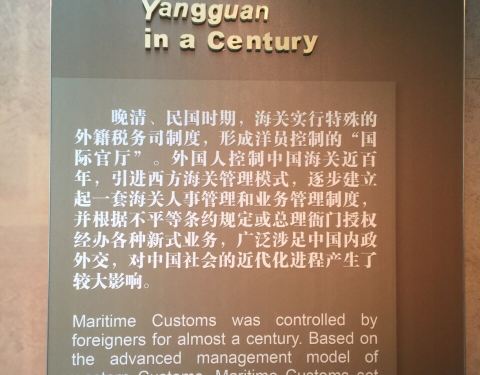 Yangguan
in a Century
晚清、民国时期，海关实行特殊的
外籍税务司制度，形成洋员控制的“国
际官厅”。外国人控制中国海关近百
年，引进西方海关管理模式，逐步建立
起一套海关人事管理和业务管理制度，
并根据不平等条约规定或总理衙门授权
经办各种新式业务，广泛涉足中国内政
外交，对中国社会的近代化进程产生了
较大影响。
Maritime Customs was controlled by
foreigners for almost a century. Based on
the advanced management model of
western Customs, Maritime Customs set